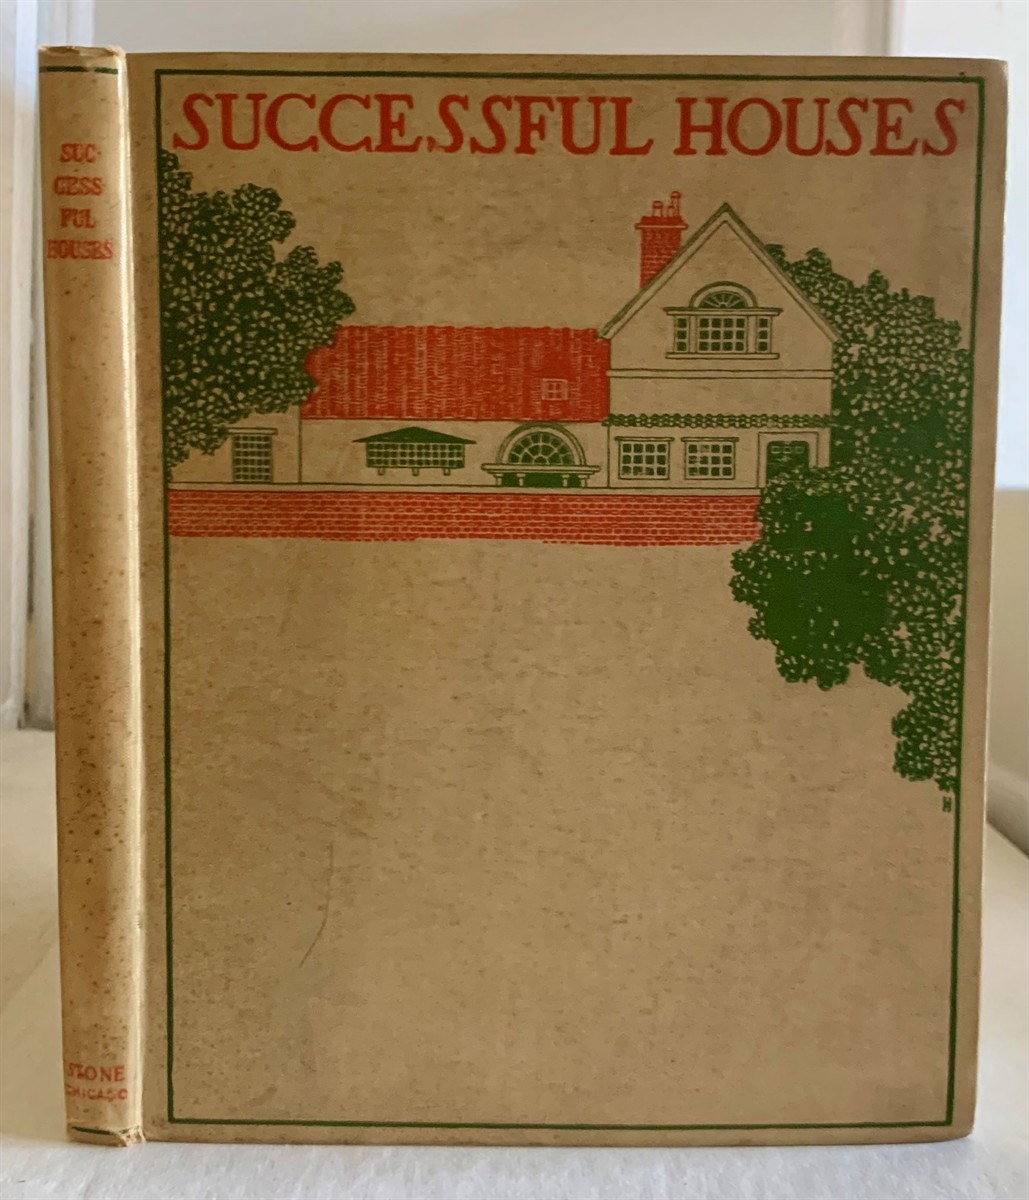 SUCCESSFUL HOUSES
SUC-
CESS
FUL
HOUSES
STONE
CHICAGO
H